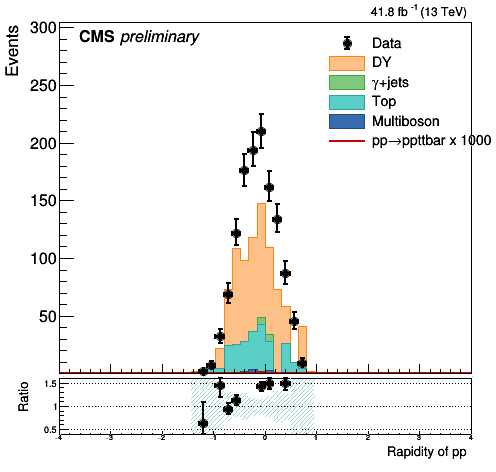 41.8 fb⁻¹ (13 TeV)
CMS preliminary
Events
300
250
200
150
100
50
Data
DY
γ+jets
Top
Multiboson
pp→ppttbar x 1000
Ratio
1.5
1
0.5
-4 -3 -2 -1 0 1 2 3 4
Rapidity of pp